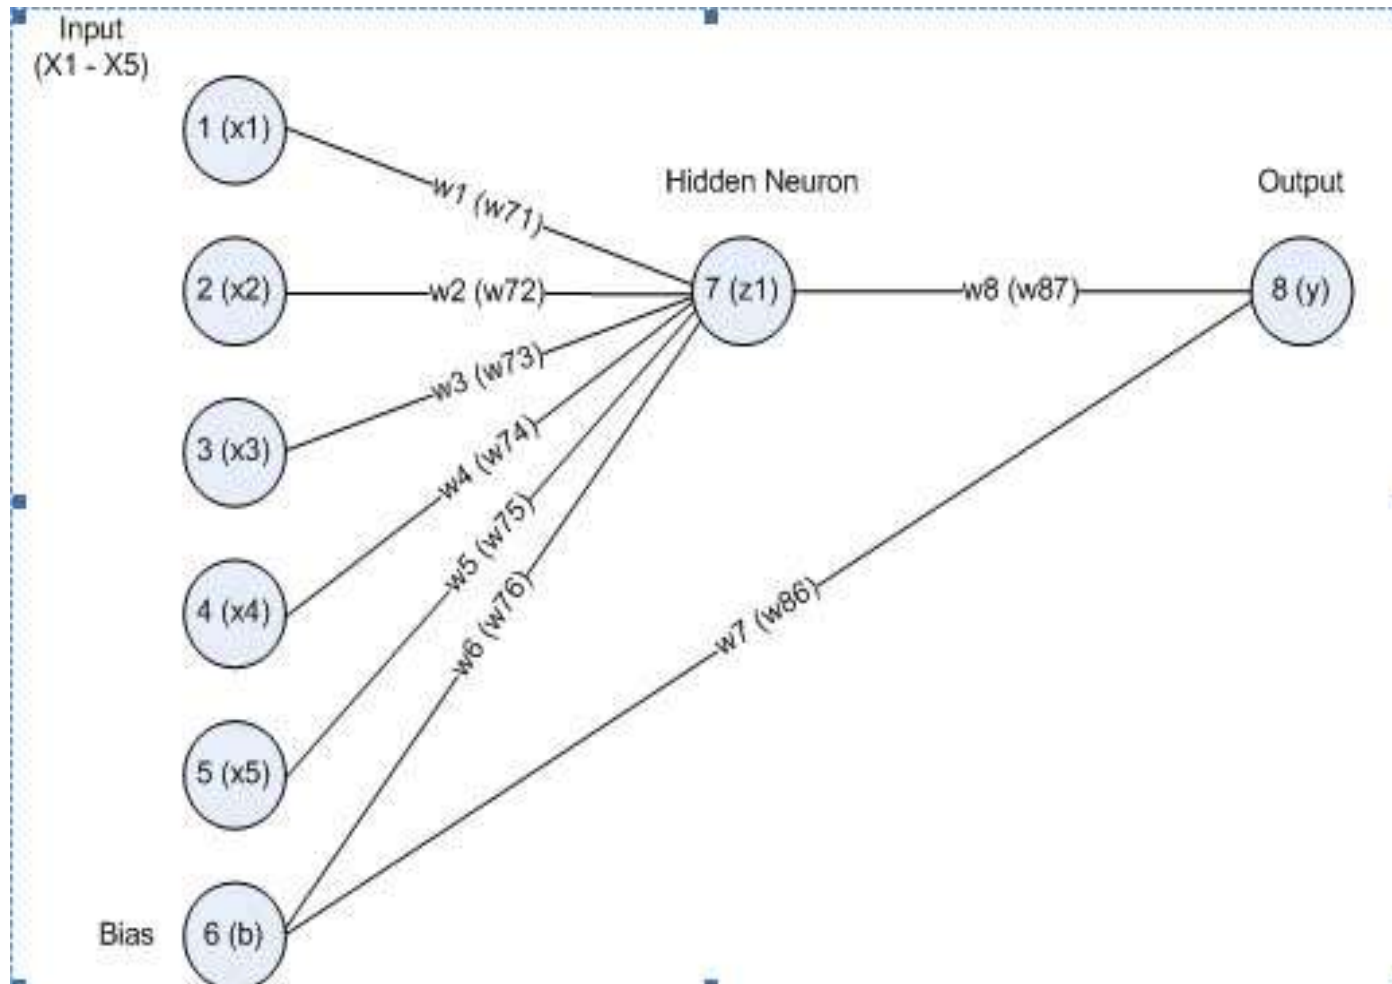 Input
(X1 - X5)
1 (x1)
w1 (w71)
Hidden Neuron
Output
2 (x2)
w2 (w72)
7 (z1)
w8 (w87)
8 (y)
w3 (w73)
3 (x3)
w4 (w74)
w5 (w75)
4 (x4)
w6 (w76)
w7 (w86)
5 (x5)
Bias
6 (b)